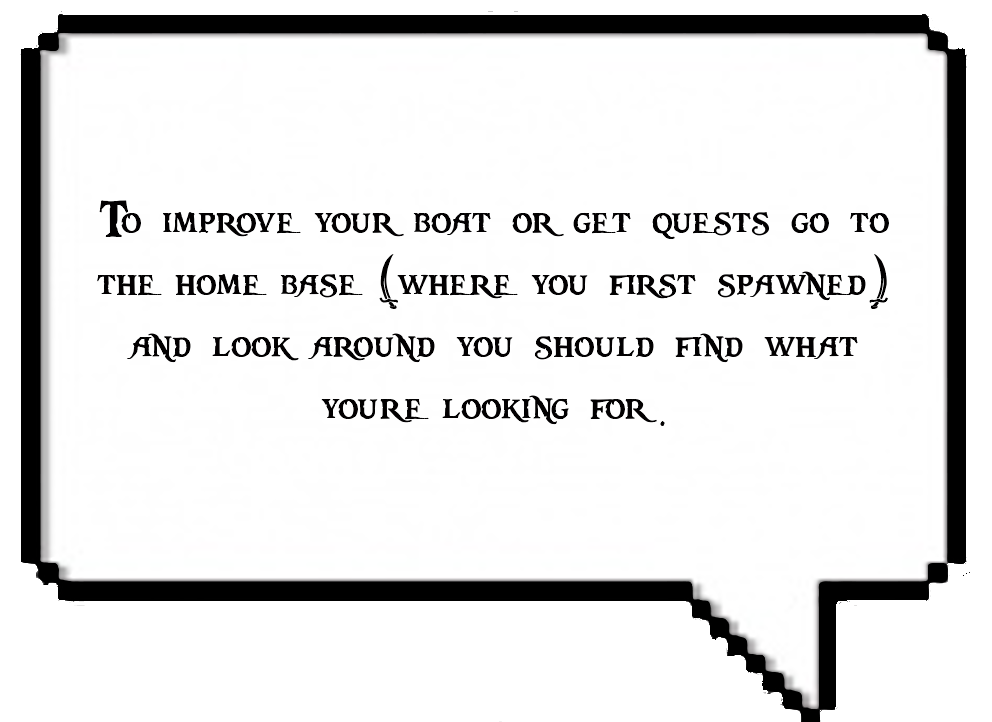 To improve your boat or get quests go to
the home base (where you first spawned)
and look around you should find what
youre looking for.